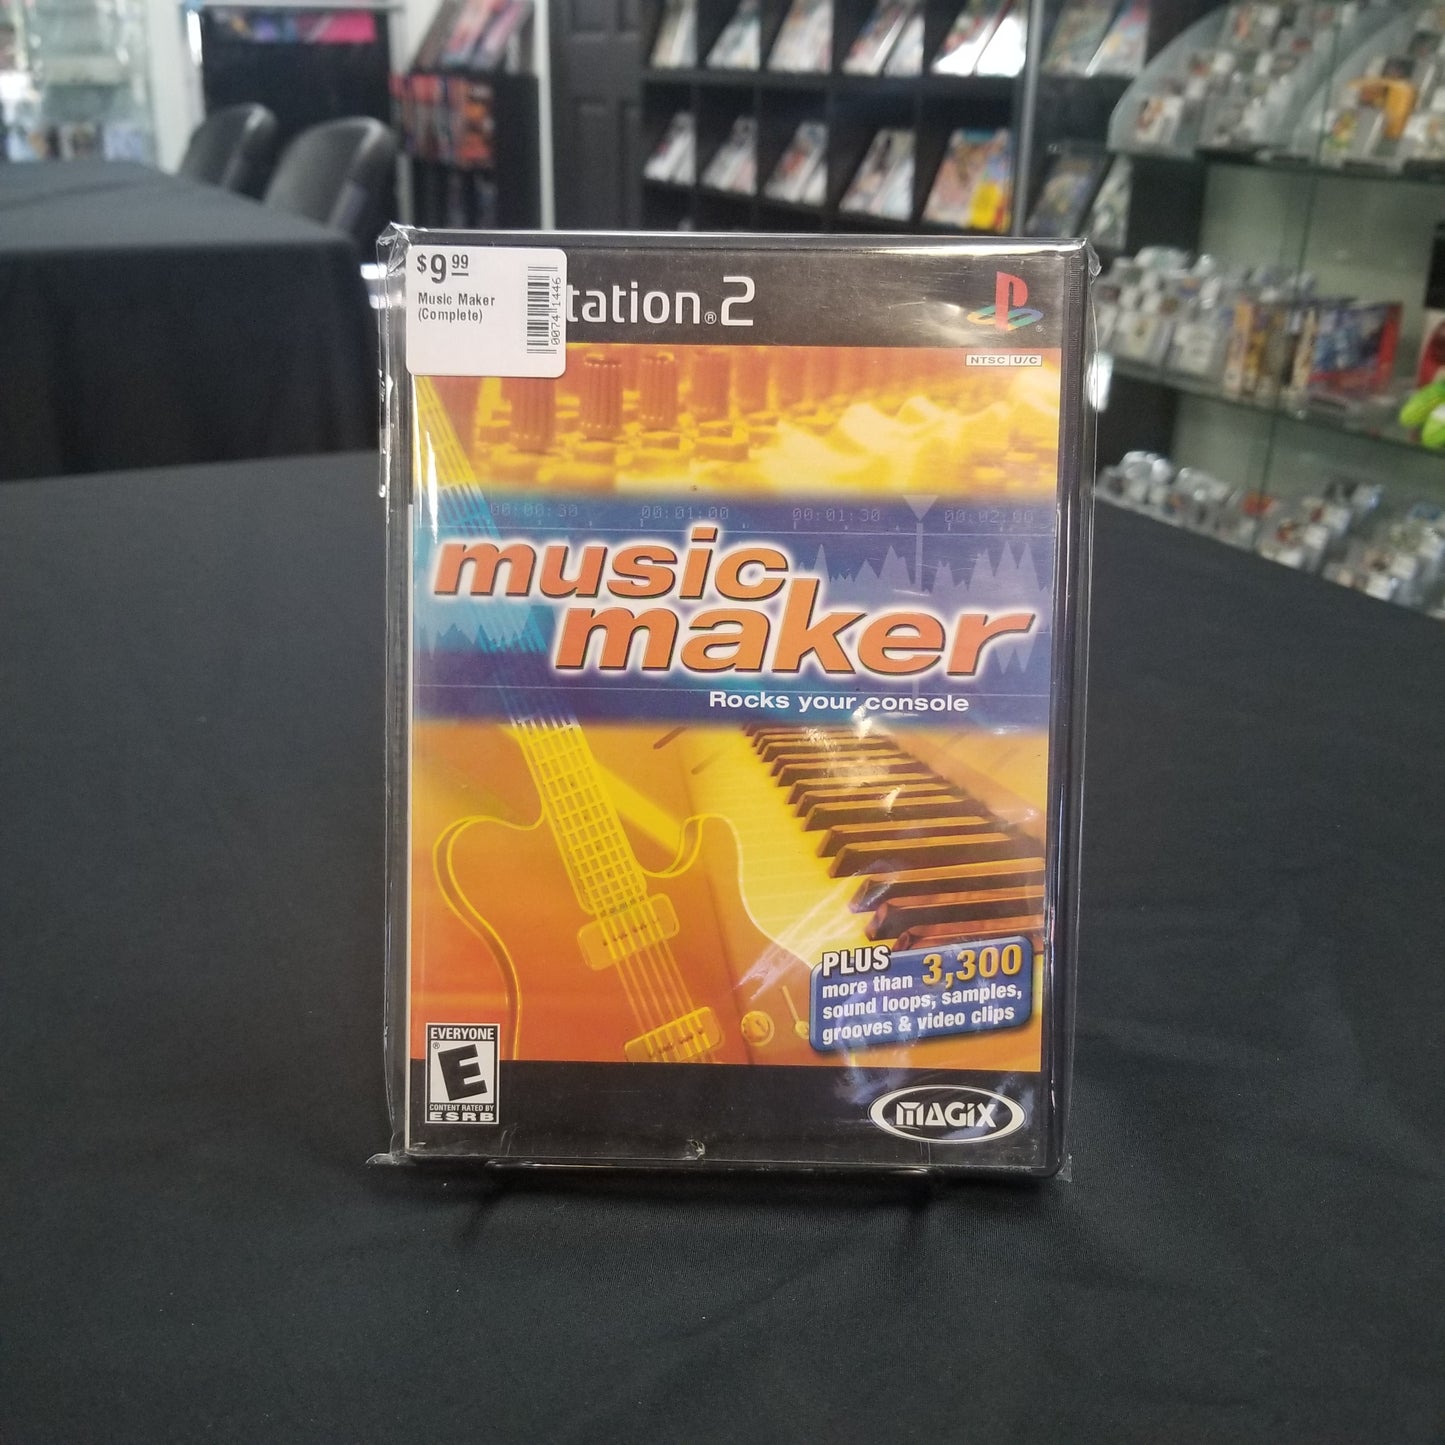 $9.99
Music Maker
(Complete)
00741446
tation®2
NTSC U/C
00:00:30 00:01:00 00:01:30 00:02:00
music
maker
Rocks your console
PLUS
more than 3,300
sound loops, samples,
grooves & video clips
EVERYONE
E
CONTENT RATED BY
ESRB
MAGIX